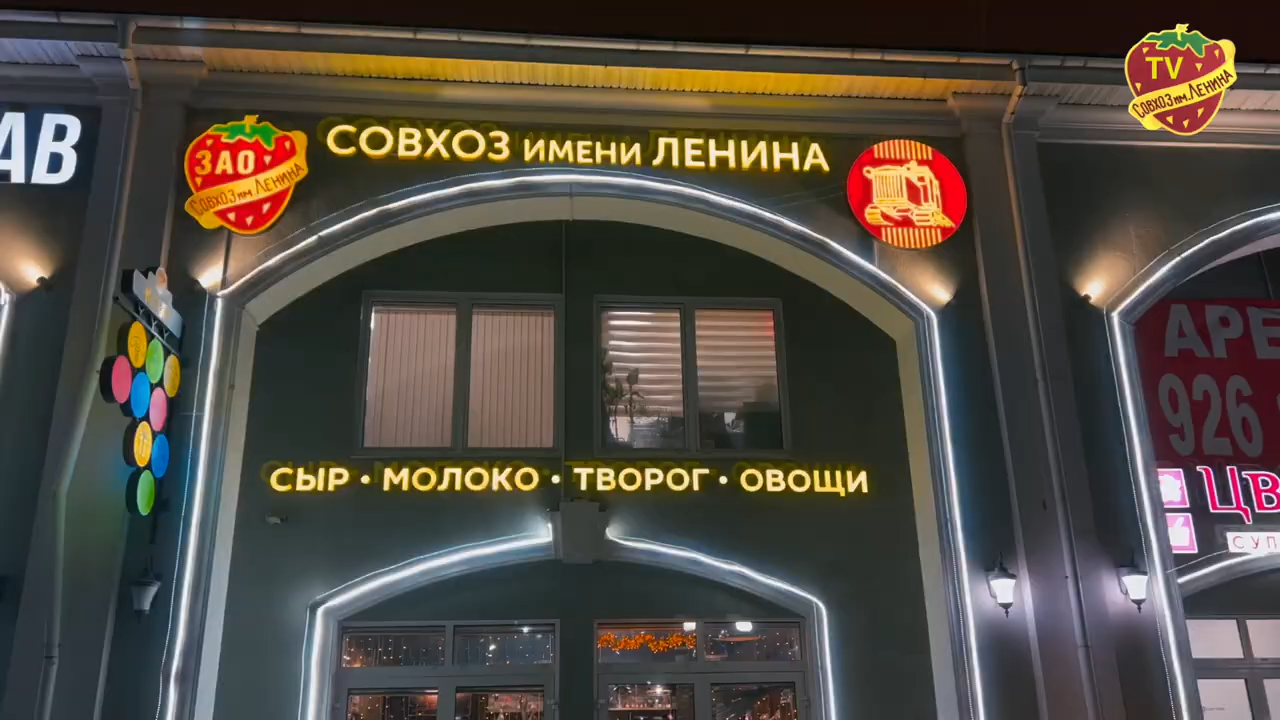 TV
СОВХОЗ им. ЛЕНИНА
АВ
ЗАО
СОВХОЗ им. ЛЕНИНА
СОВХОЗ ИМЕНИ ЛЕНИНА
АРЕ
926
СЫР • МОЛОКО • ТВОРОГ • ОВОЩИ
ЦВ
СУП